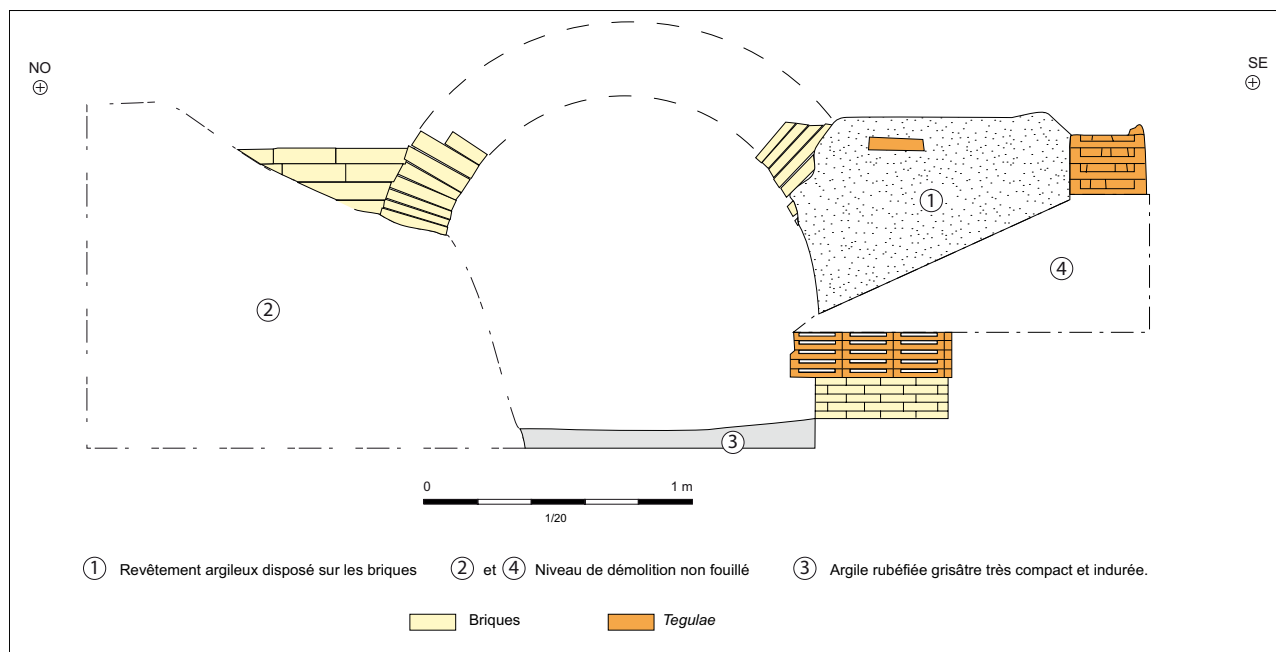 NO
SE
1
2
4
3
0 1 m
1/20
1 Revêtement argileux disposé sur les briques 2 et 4 Niveau de démolition non fouillé 3 Argile rubéfiée grisâtre très compact et indurée.
Briques Tegulae